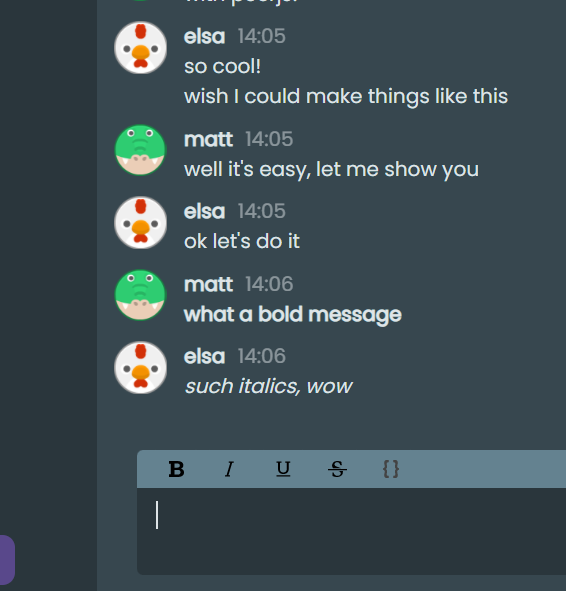 elsa 14:05
so cool!
wish I could make things like this
matt 14:05
well it's easy, let me show you
elsa 14:05
ok let's do it
matt 14:06
what a bold message
elsa 14:06
such italics, wow
B I U S {}